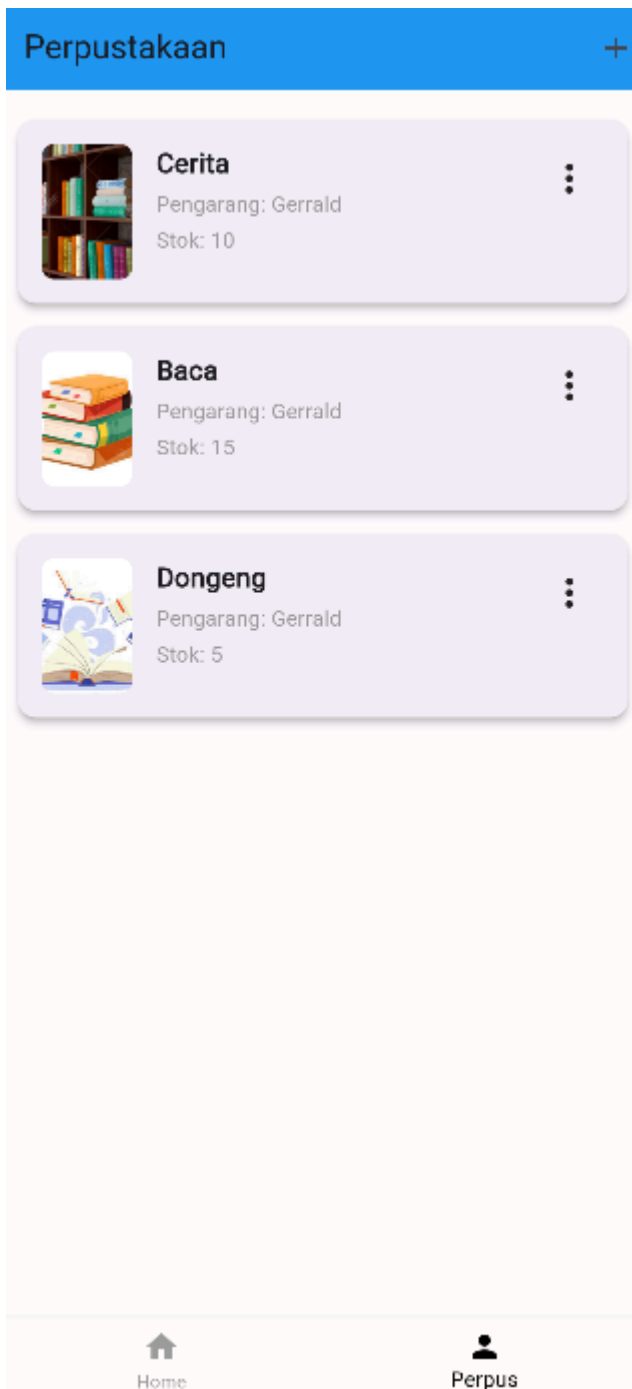 Perpustakaan +
Cerita
Pengarang: Gerrald
Stok: 10
Baca
Pengarang: Gerrald
Stok: 15
Dongeng
Pengarang: Gerrald
Stok: 5
Home
Perpus